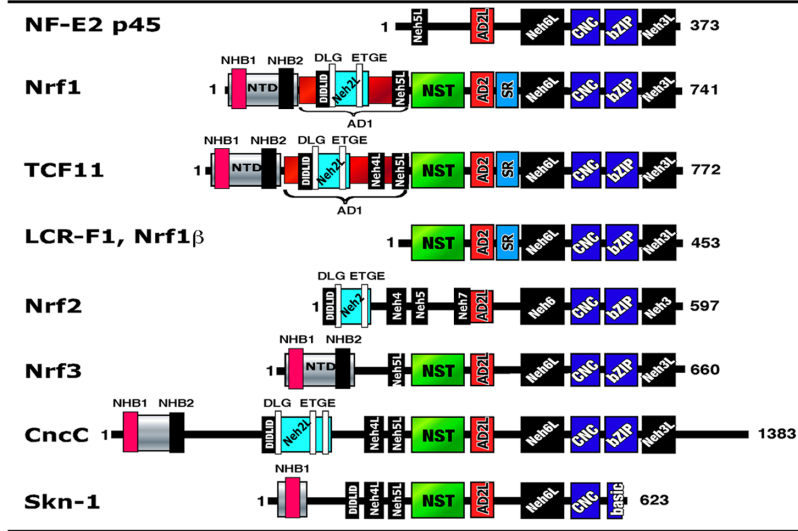 NF-E2 p45 1 Neh5L AD2L Neh6L CNC bZIP Neh3L 373
NHB1 NHB2 DLG ETGE
Nrf1 1 NTD DIDLID Neh2L Neh5L NST AD2 SR Neh6L CNC bZIP Neh3L 741
AD1
NHB1 NHB2 DLG ETGE
TCF11 1 NTD DIDLID Neh2L Neh4L Neh5L NST AD2 SR Neh6L CNC bZIP Neh3L 772
AD1
LCR-F1, Nrf1β 1 NST AD2 SR Neh6L CNC bZIP Neh3L 453
DLG ETGE
Nrf2 1 DIDLID Neh2 Neh4 Neh5 Neh7 AD2L Neh6 CNC bZIP Neh3 597
NHB1 NHB2
Nrf3 1 NTD Neh5L NST AD2L Neh6L CNC bZIP Neh3L 660
NHB1 NHB2 DLG ETGE
CncC 1 DIDLID Neh2L Neh4L Neh5L NST AD2L Neh6L CNC bZIP Neh3L 1383
NHB1
Skn-1 1 DIDLID Neh4L Neh5L NST AD2L Neh6L CNC basic 623